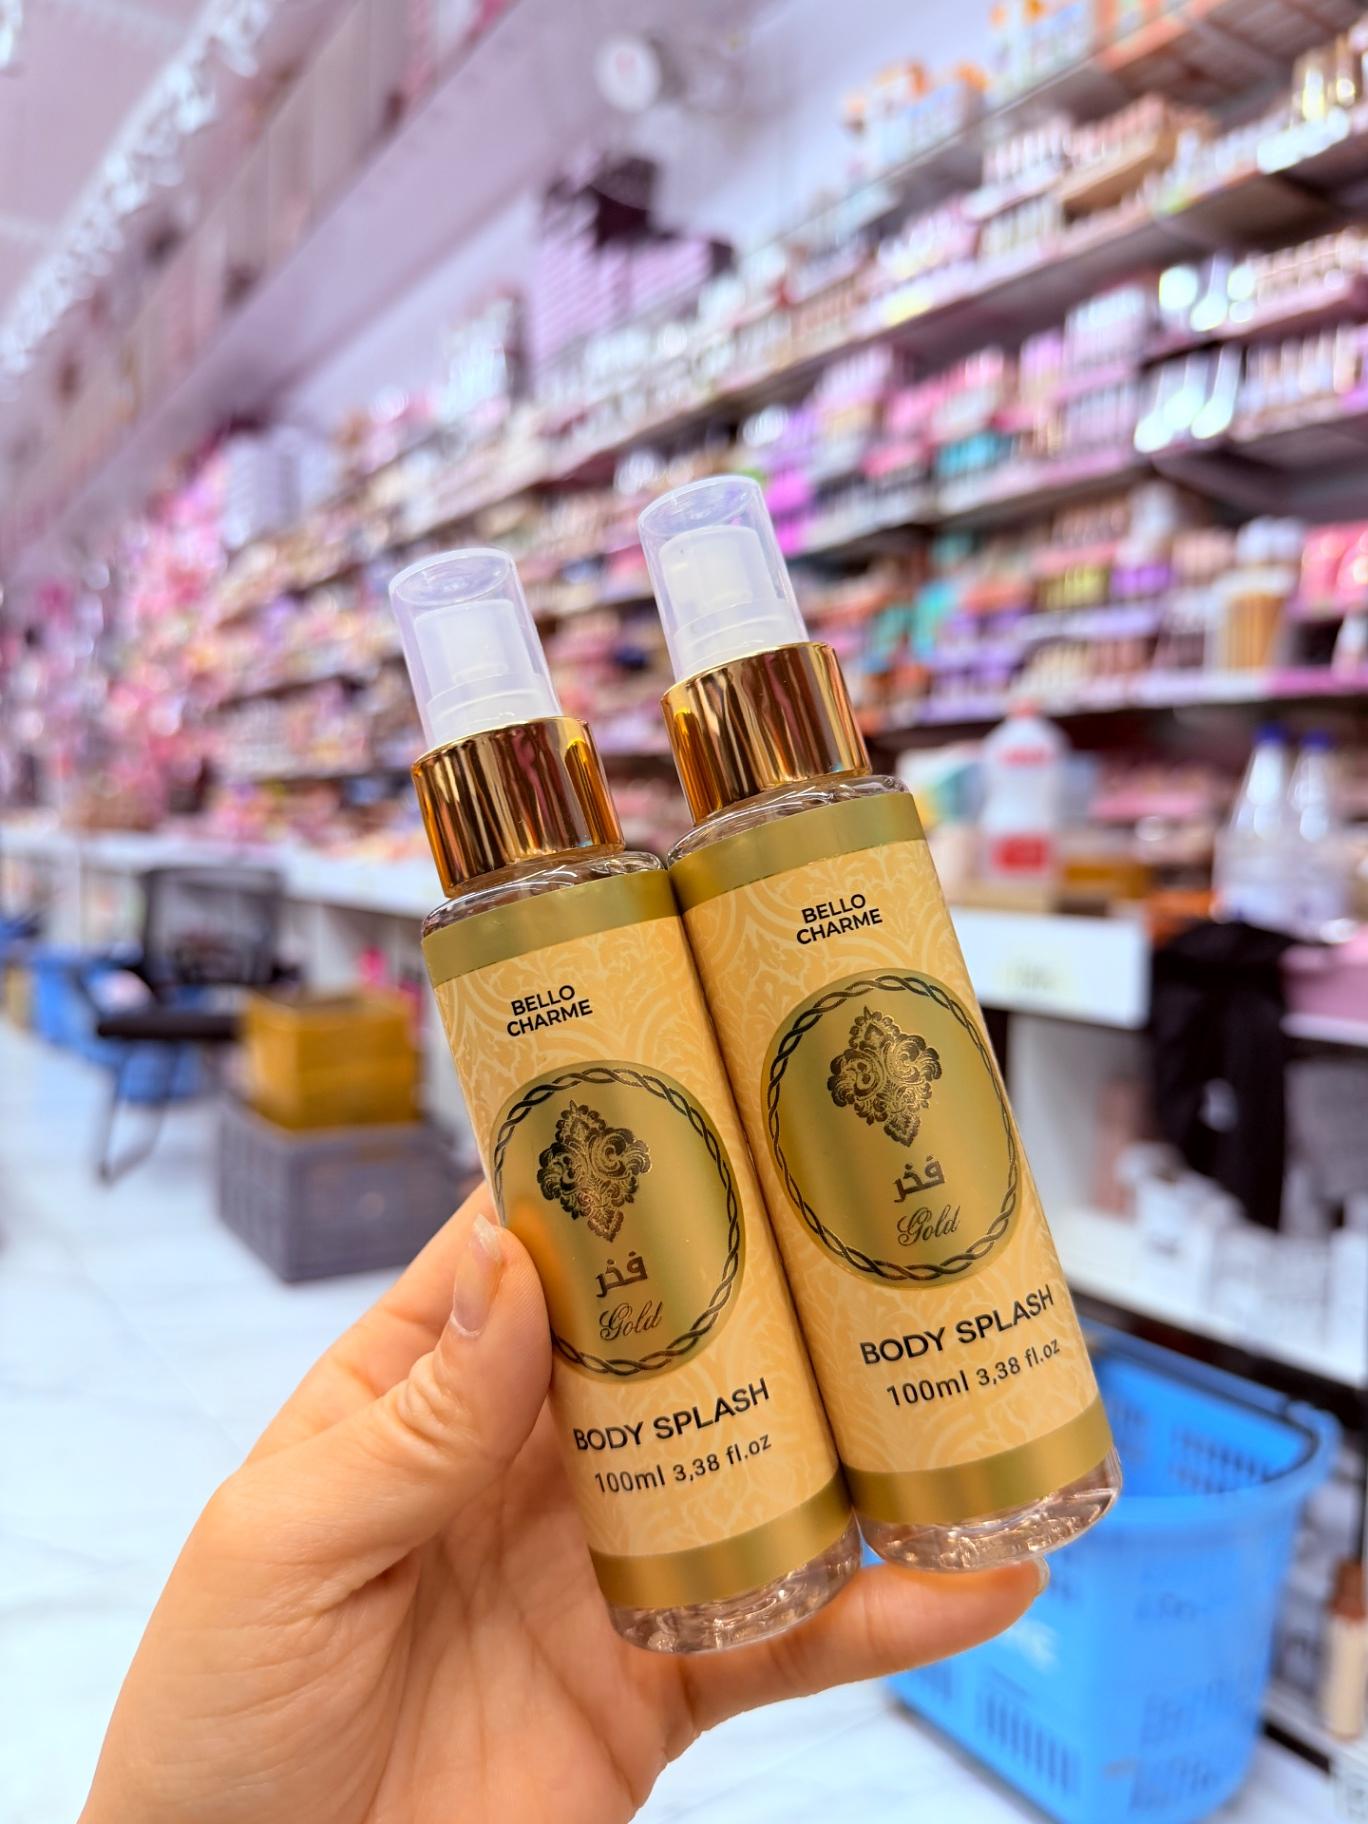 BELLO
CHARME
فخر
Gold
BODY SPLASH
100ml 3,38 fl.oz
BELLO
CHARME
فخر
Gold
BODY SPLASH
100ml 3,38 fl.oz